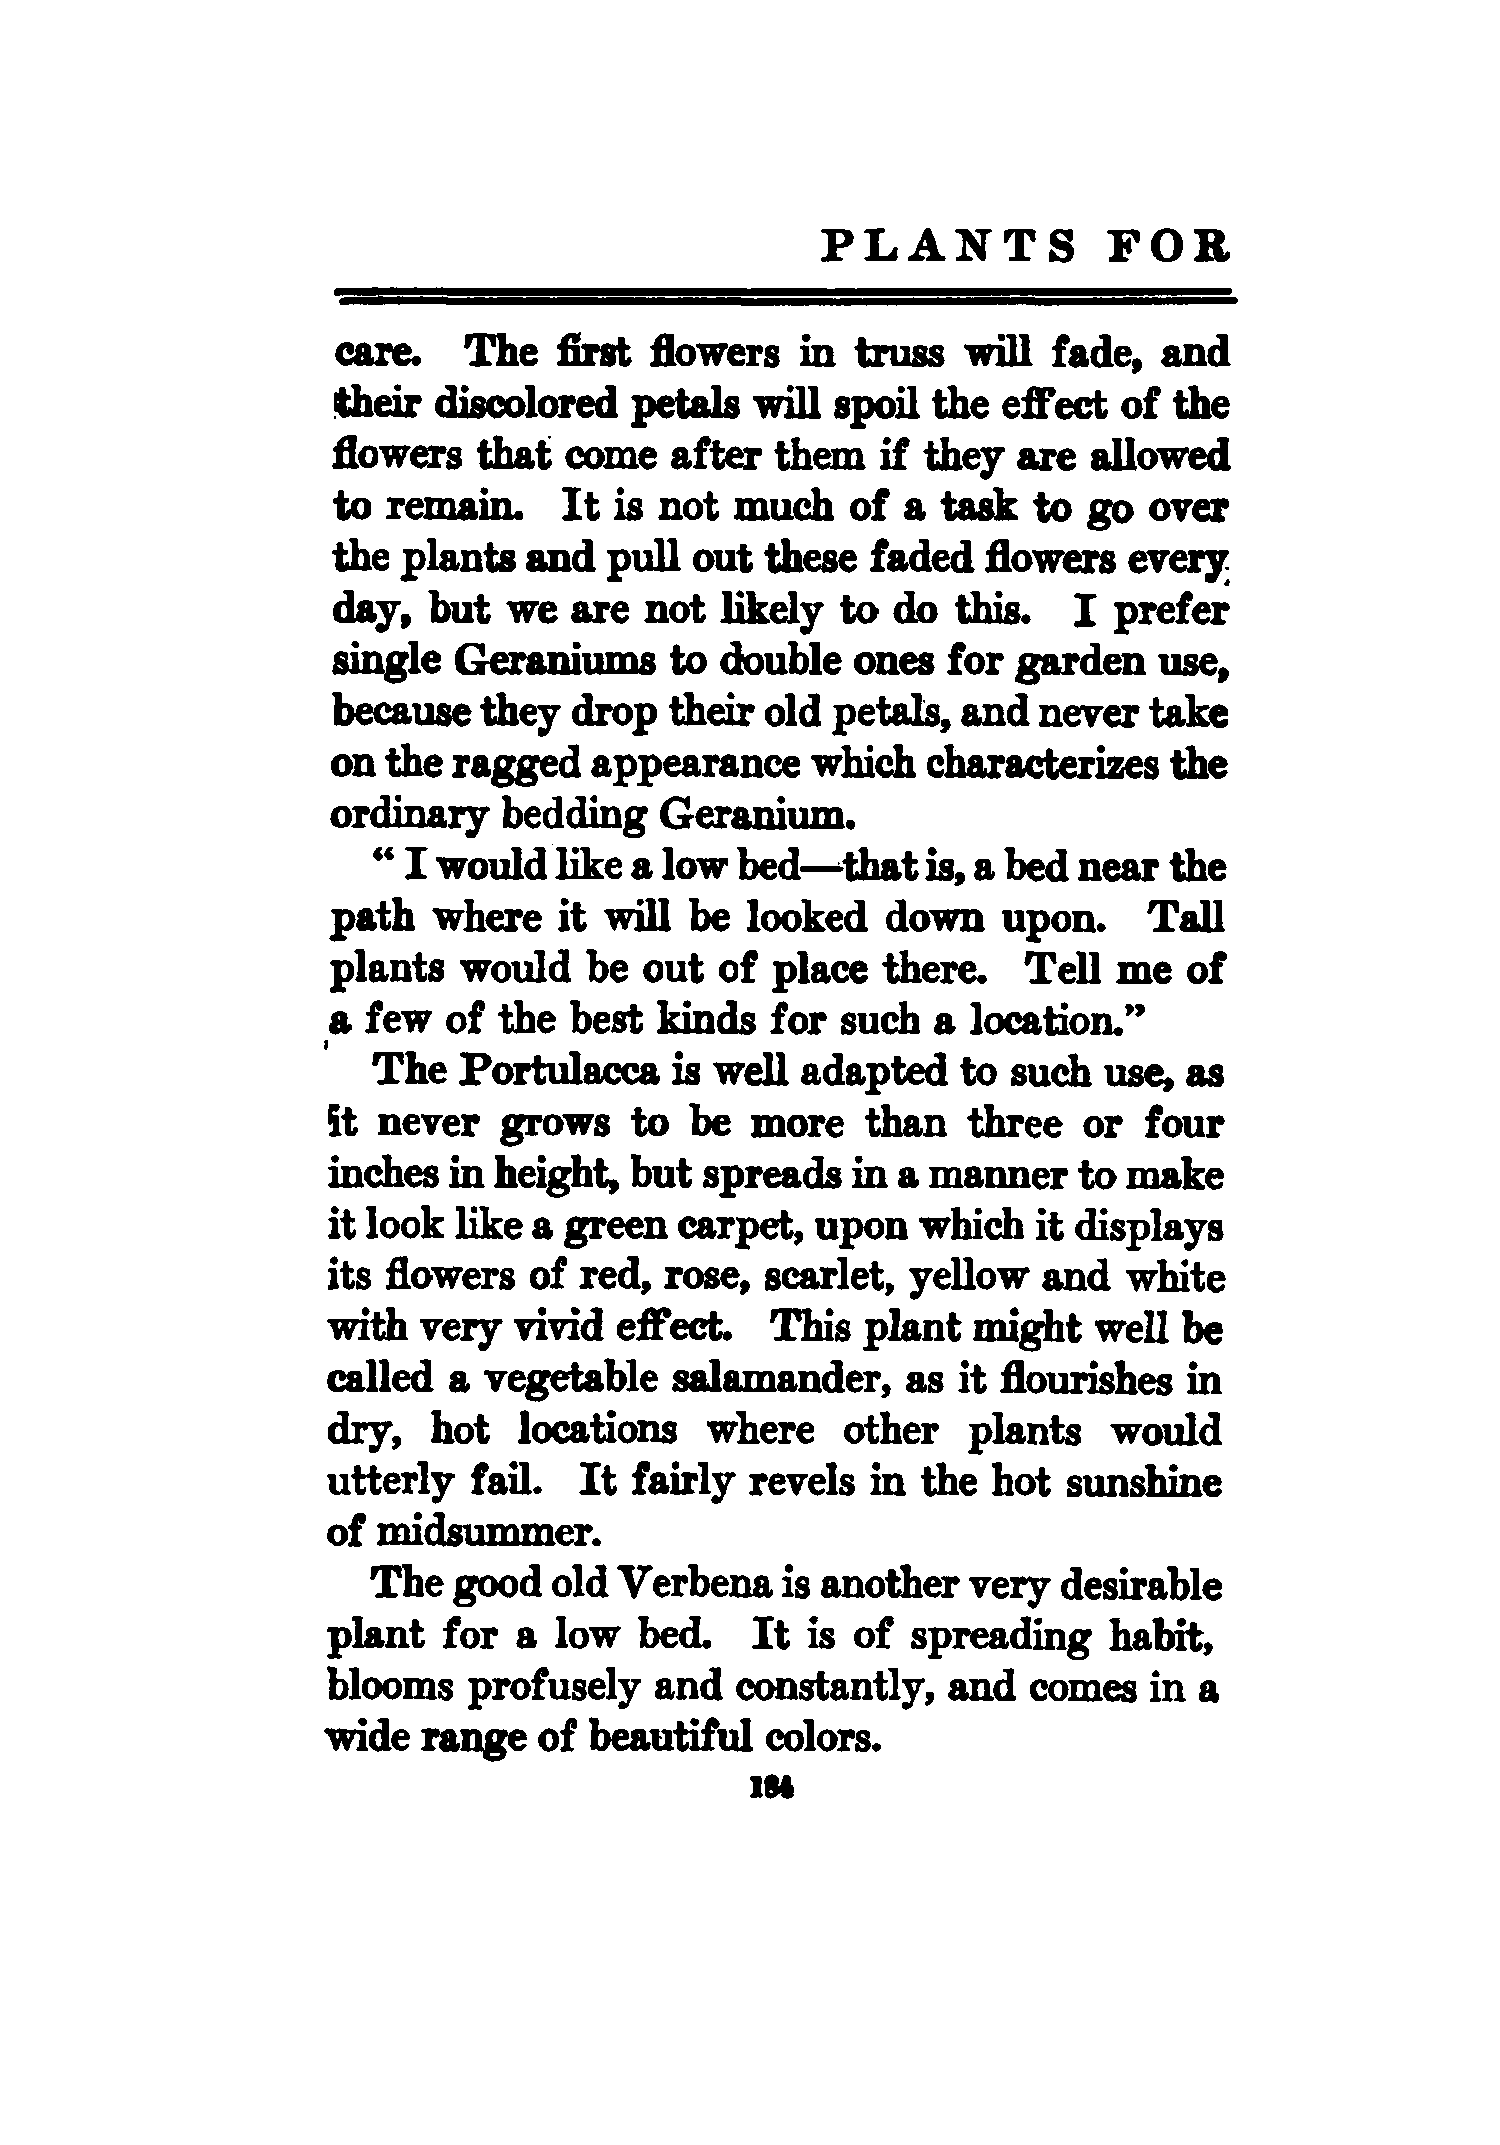 PLANTS FOR
care. The first flowers in truss will fade, and
their discolored petals will spoil the effect of the
flowers that come after them if they are allowed
to remain. It is not much of a task to go over
the plants and pull out these faded flowers every
day, but we are not likely to do this. I prefer
single Geraniums to double ones for garden use,
because they drop their old petals, and never take
on the ragged appearance which characterizes the
ordinary bedding Geranium.
“ I would like a low bed—that is, a bed near the
path where it will be looked down upon. Tall
plants would be out of place there. Tell me of
a few of the best kinds for such a location.”
The Portulacca is well adapted to such use, as
it never grows to be more than three or four
inches in height, but spreads in a manner to make
it look like a green carpet, upon which it displays
its flowers of red, rose, scarlet, yellow and white
with very vivid effect. This plant might well be
called a vegetable salamander, as it flourishes in
dry, hot locations where other plants would
utterly fail. It fairly revels in the hot sunshine
of midsummer.
The good old Verbena is another very desirable
plant for a low bed. It is of spreading habit,
blooms profusely and constantly, and comes in a
wide range of beautiful colors.